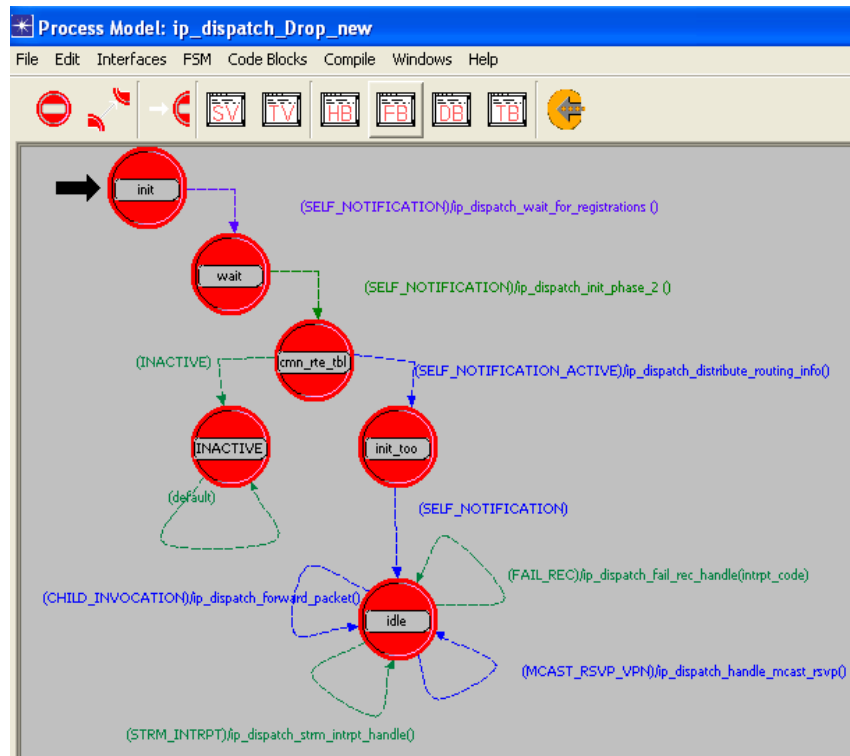 Process Model: ip_dispatch_Drop_new
File Edit Interfaces FSM Code Blocks Compile Windows Help
SV TV HB FB DB TB
init
(SELF_NOTIFICATION)/ip_dispatch_wait_for_registrations ()
wait
(SELF_NOTIFICATION)/ip_dispatch_init_phase_2 ()
(INACTIVE)
cmn_rte_tbl
(SELF_NOTIFICATION_ACTIVE)/ip_dispatch_distribute_routing_info()
INACTIVE
init_too
(default)
(SELF_NOTIFICATION)
(FAIL_REC)/ip_dispatch_fail_rec_handle(intrpt_code)
(CHILD_INVOCATION)/ip_dispatch_forward_packet()
idle
(MCAST_RSVP_VPN)/ip_dispatch_handle_mcast_rsvp()
(STRM_INTRPT)/ip_dispatch_strm_intrpt_handle()